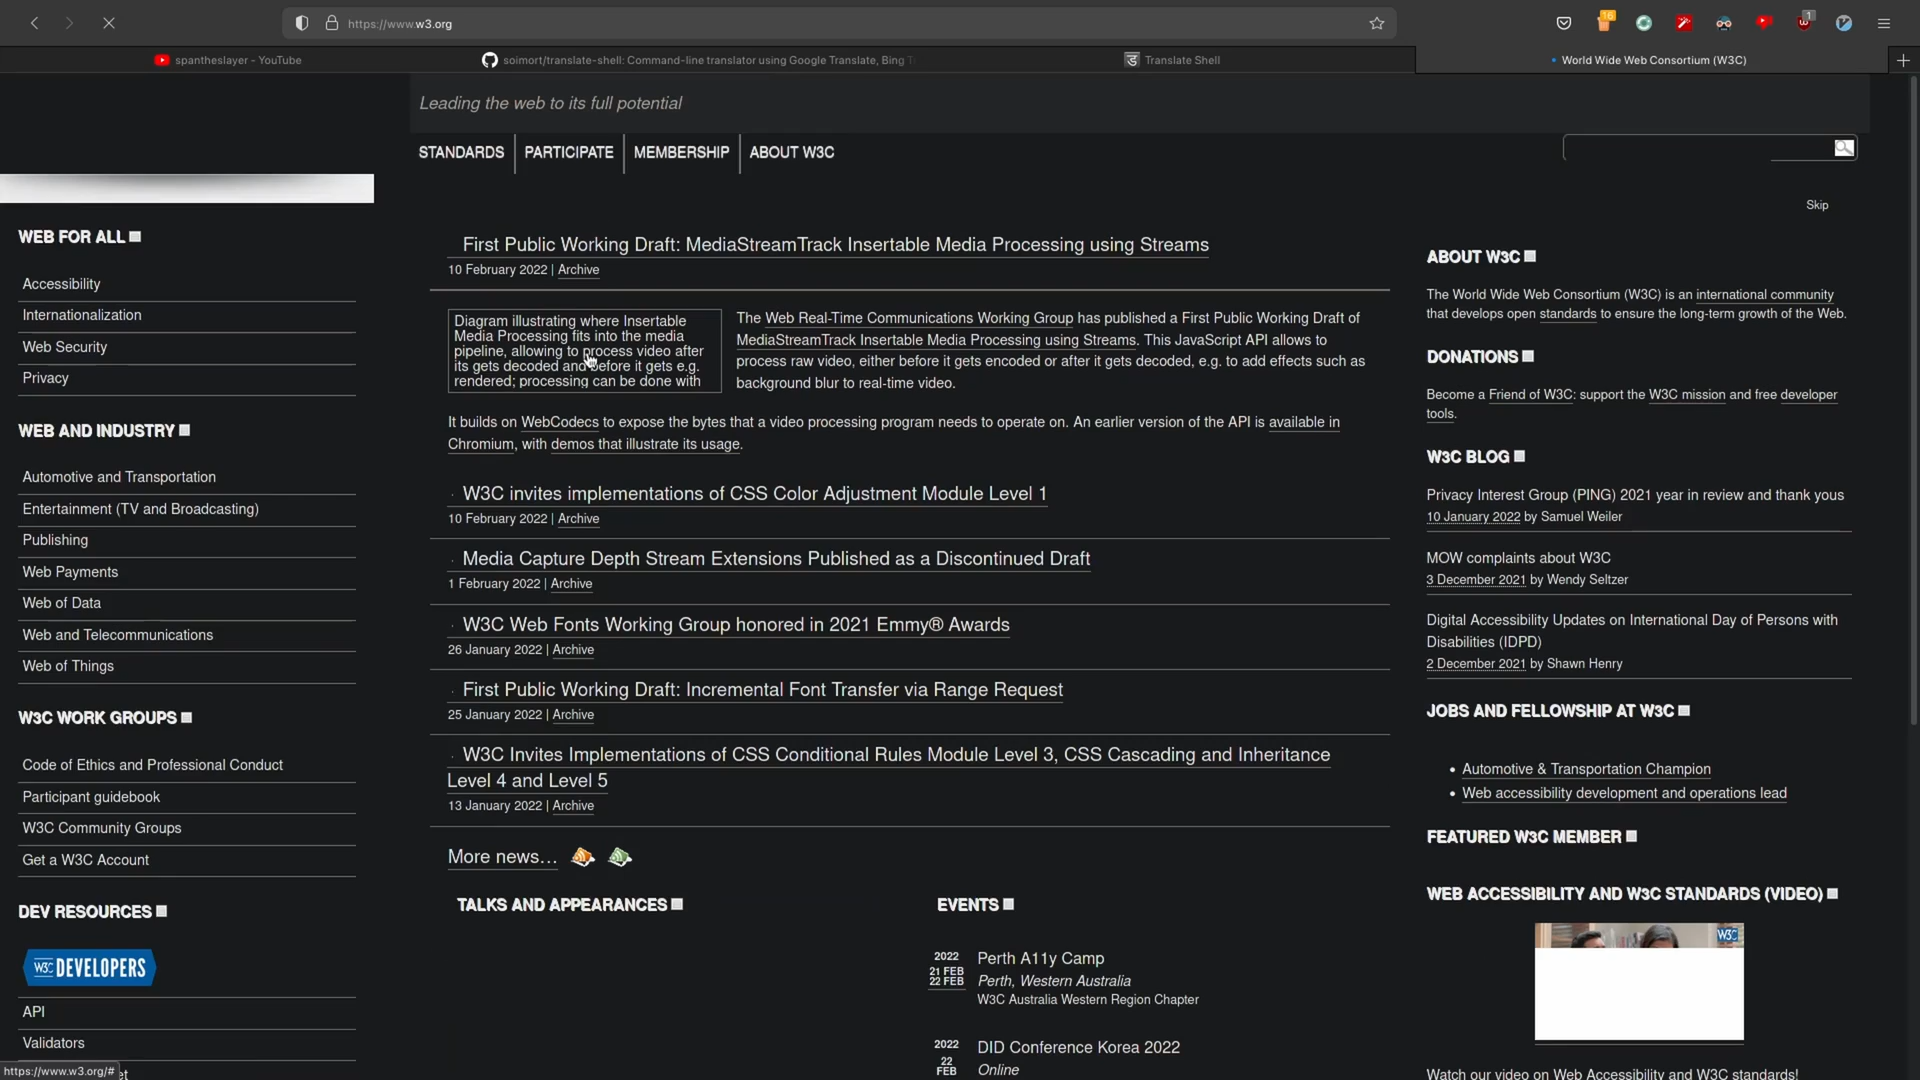 https://www.w3.org
16
1
spantheslayer - YouTube
soimort/translate-shell: Command-line translator using Google Translate, Bing T
Translate Shell
World Wide Web Consortium (W3C)
Leading the web to its full potential
STANDARDS
PARTICIPATE
MEMBERSHIP
ABOUT W3C
Skip
WEB FOR ALL
Accessibility
Internationalization
Web Security
Privacy
WEB AND INDUSTRY
Automotive and Transportation
Entertainment (TV and Broadcasting)
Publishing
Web Payments
Web of Data
Web and Telecommunications
Web of Things
W3C WORK GROUPS
Code of Ethics and Professional Conduct
Participant guidebook
W3C Community Groups
Get a W3C Account
DEV RESOURCES
W3C DEVELOPERS
API
Validators
https://www.w3.org/#
First Public Working Draft: MediaStreamTrack Insertable Media Processing using Streams
10 February 2022 | Archive
Diagram illustrating where Insertable
Media Processing fits into the media
pipeline, allowing to process video after
its gets decoded and before it gets e.g.
rendered; processing can be done with
The Web Real-Time Communications Working Group has published a First Public Working Draft of
MediaStreamTrack Insertable Media Processing using Streams. This JavaScript API allows to
process raw video, either before it gets encoded or after it gets decoded, e.g. to add effects such as
background blur to real-time video.
It builds on WebCodecs to expose the bytes that a video processing program needs to operate on. An earlier version of the API is available in
Chromium, with demos that illustrate its usage.
W3C invites implementations of CSS Color Adjustment Module Level 1
10 February 2022 | Archive
Media Capture Depth Stream Extensions Published as a Discontinued Draft
1 February 2022 | Archive
W3C Web Fonts Working Group honored in 2021 Emmy® Awards
26 January 2022 | Archive
First Public Working Draft: Incremental Font Transfer via Range Request
25 January 2022 | Archive
W3C Invites Implementations of CSS Conditional Rules Module Level 3, CSS Cascading and Inheritance
Level 4 and Level 5
13 January 2022 | Archive
More news…
TALKS AND APPEARANCES
EVENTS
2022
21 FEB
22 FEB
Perth A11y Camp
Perth, Western Australia
W3C Australia Western Region Chapter
2022
22
FEB
DID Conference Korea 2022
Online
ABOUT W3C
The World Wide Web Consortium (W3C) is an international community
that develops open standards to ensure the long-term growth of the Web.
DONATIONS
Become a Friend of W3C: support the W3C mission and free developer
tools.
W3C BLOG
Privacy Interest Group (PING) 2021 year in review and thank yous
10 January 2022 by Samuel Weiler
MOW complaints about W3C
3 December 2021 by Wendy Seltzer
Digital Accessibility Updates on International Day of Persons with
Disabilities (IDPD)
2 December 2021 by Shawn Henry
JOBS AND FELLOWSHIP AT W3C
Automotive & Transportation Champion
Web accessibility development and operations lead
FEATURED W3C MEMBER
WEB ACCESSIBILITY AND W3C STANDARDS (VIDEO)
W3C
Watch our video on Web Accessibility and W3C standards!